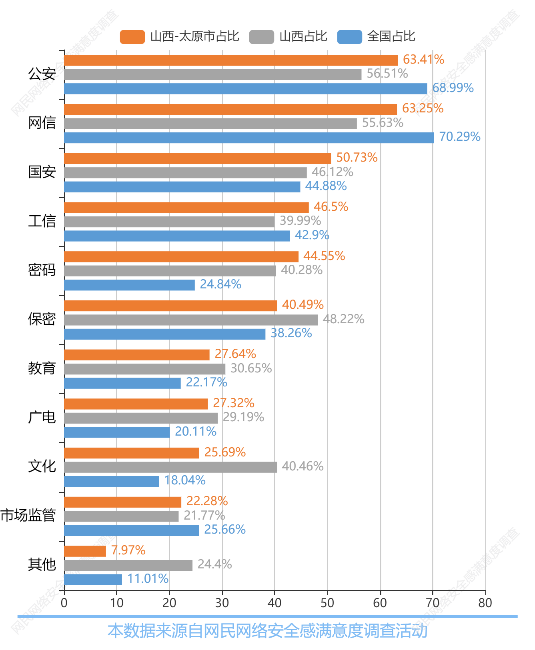 山西-太原市占比 山西占比 全国占比
公安 63.41% 56.51% 68.99%
网信 63.25% 55.63% 70.29%
国安 50.73% 46.12% 44.88%
工信 46.5% 39.99% 42.9%
密码 44.55% 40.28% 24.84%
保密 40.49% 48.22% 38.26%
教育 27.64% 30.65% 22.17%
广电 27.32% 29.19% 20.11%
文化 25.69% 40.46% 18.04%
市场监管 22.28% 21.77% 25.66%
其他 7.97% 24.4% 11.01%
0 10 20 30 40 50 60 70 80
本数据来源自网民网络安全感满意度调查活动